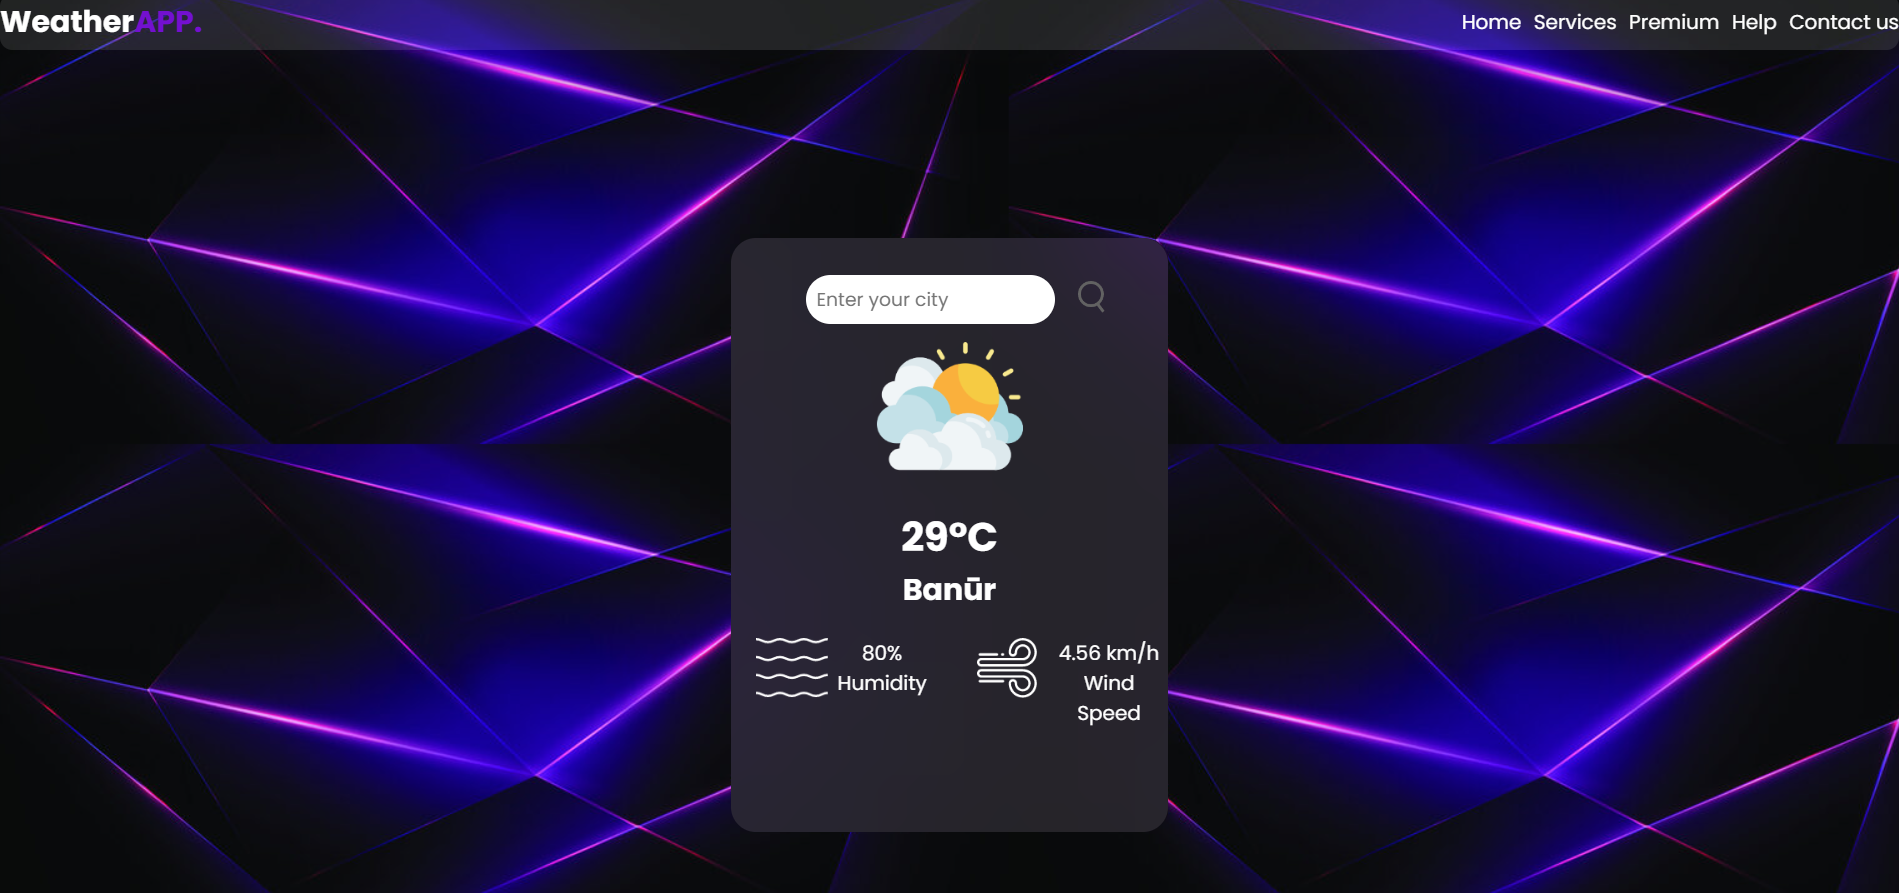 WeatherAPP.
Home Services Premium Help Contact us
Enter your city
29°C
Banūr
80%
Humidity
4.56 km/h
Wind
Speed